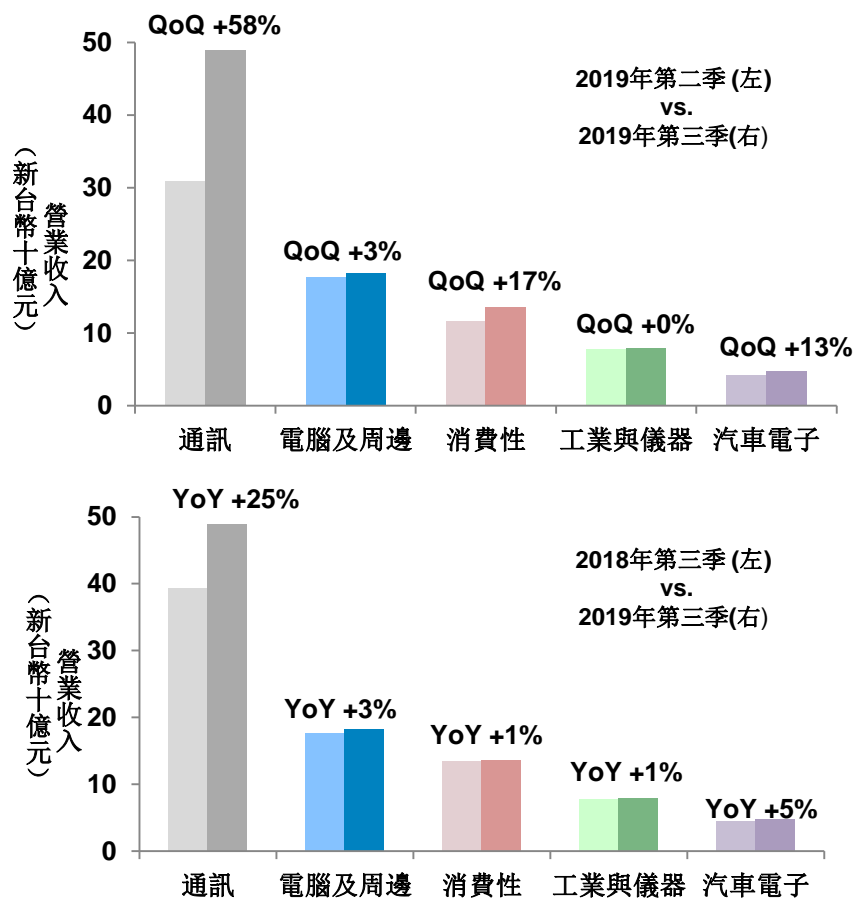 QoQ +58%
50
40
30
20
10
0
營業收入
（新台幣十億元）
2019年第二季 (左)
vs.
2019年第三季(右)
QoQ +3%
QoQ +17%
QoQ +0%
QoQ +13%
通訊 電腦及周邊 消費性 工業與儀器 汽車電子
YoY +25%
50
40
30
20
10
0
營業收入
（新台幣十億元）
2018年第三季 (左)
vs.
2019年第三季(右)
YoY +3%
YoY +1%
YoY +1%
YoY +5%
通訊 電腦及周邊 消費性 工業與儀器 汽車電子